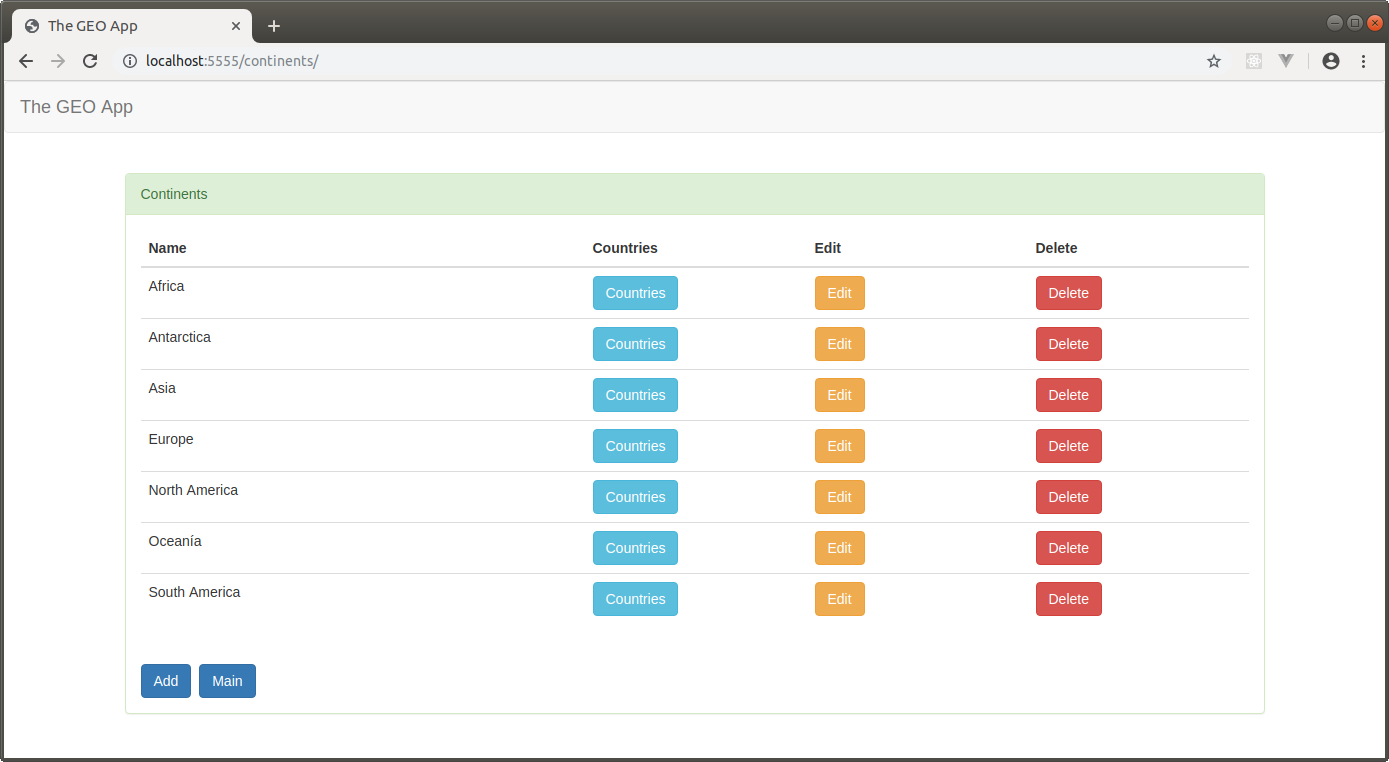 The GEO App
localhost:5555/continents/
The GEO App
Continents
Name Countries Edit Delete
Africa Countries Edit Delete
Antarctica Countries Edit Delete
Asia Countries Edit Delete
Europe Countries Edit Delete
North America Countries Edit Delete
Oceanía Countries Edit Delete
South America Countries Edit Delete
Add Main